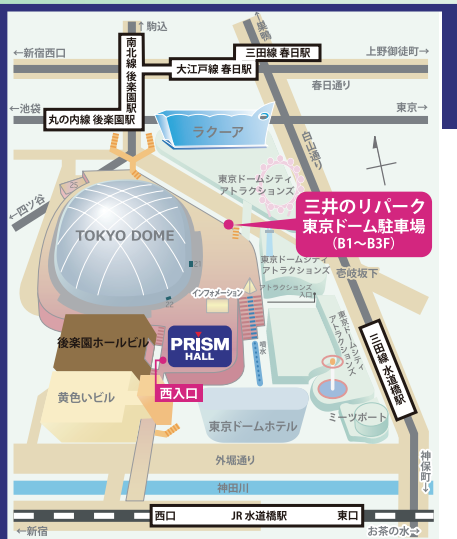 ↑駒込
↑巣鴨
←新宿西口
南北線 後楽園駅
三田線 春日駅
上野御徒町→
大江戸線 春日駅
春日通り
←池袋
丸の内線 後楽園駅
東京→
ラクーア
白山通り
東京ドームシティ
アトラクションズ
←四ツ谷
三井のリパーク
東京ドーム駐車場
(B1〜B3F)
TOKYO DOME
21
22
東京ドームシティ
アトラクションズ
壱岐坂下
アトラクションズ
入口
インフォメーション
東京ドームシティ
アトラクションズ
後楽園ホールビル
PRISM
HALL
噴水
三田線 水道橋駅
西入口
黄色いビル
東京ドームホテル
ミーツポート
外堀通り
神保町→
神田川
西口
JR 水道橋駅
東口
←新宿
お茶の水→